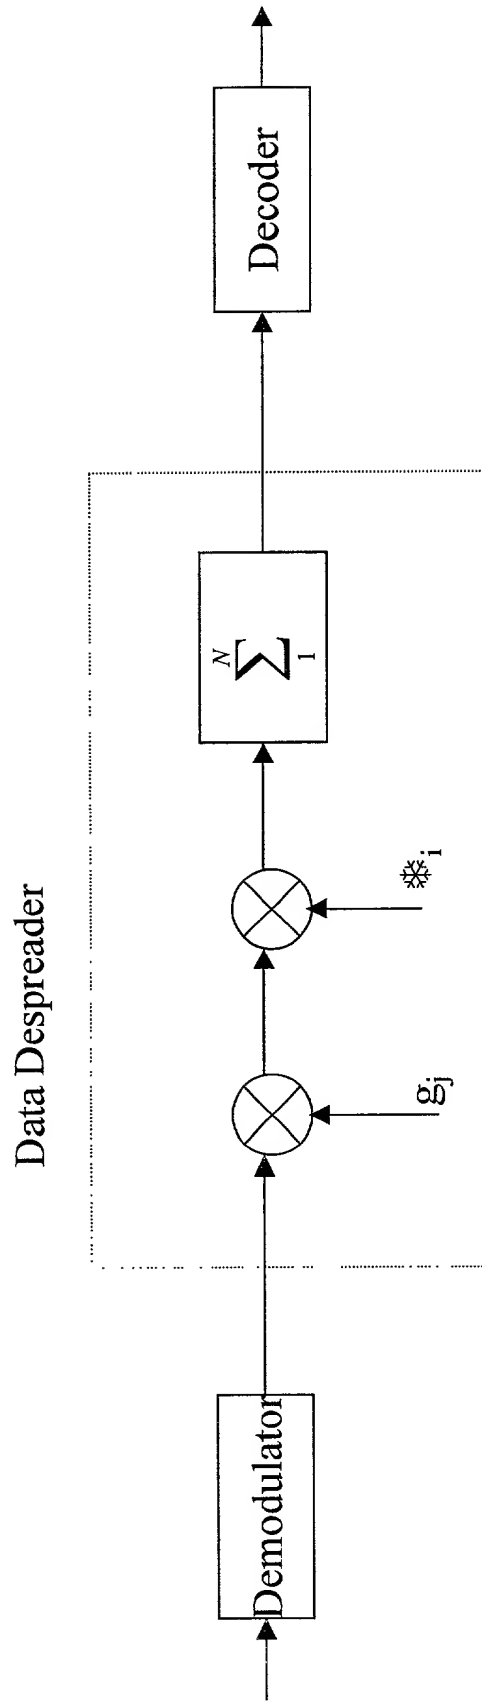 Data Despreader
Demodulator
gj
❄i
N
∑
1
Decoder